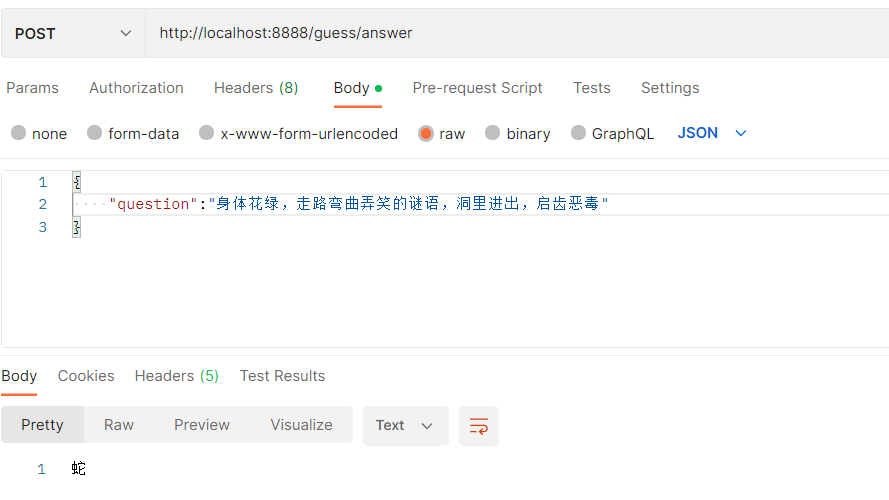 POST http://localhost:8888/guess/answer
Params Authorization Headers (8) Body Pre-request Script Tests Settings
none form-data x-www-form-urlencoded raw binary GraphQL JSON
1 {
2 "question":"身体花绿，走路弯曲弄笑的谜语，洞里进出，启齿恶毒"
3 }
Body Cookies Headers (5) Test Results
Pretty Raw Preview Visualize Text
1 蛇